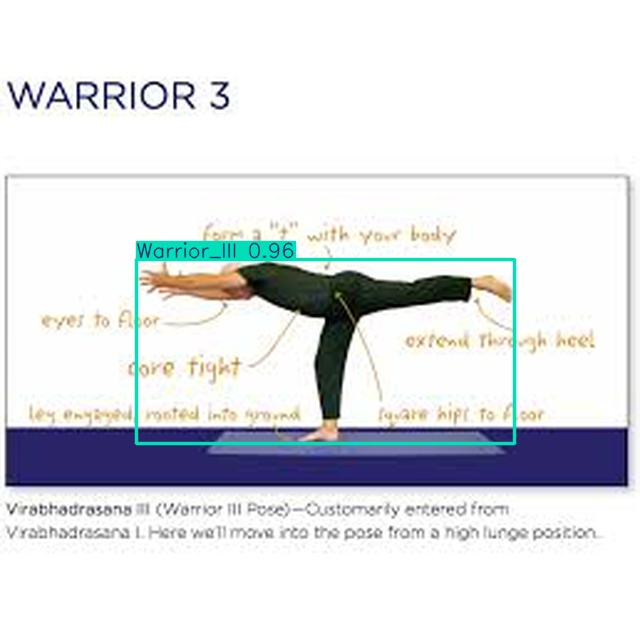 WARRIOR 3
form a "t" with your body
Warrior_III 0.96
eyes to floor
extend through heel
core tight
leg engaged, rooted into ground
square hips to floor
Virabhadrasana III (Warrior III Pose)—Customarily entered from
Virabhadrasana I. Here we'll move into the pose from a high lunge position.